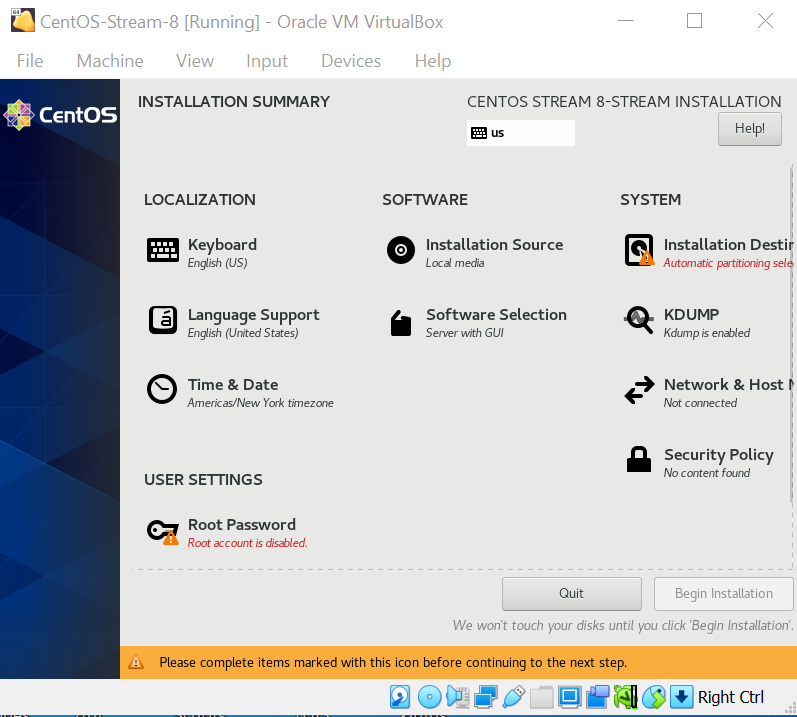 CentOS-Stream-8 [Running] - Oracle VM VirtualBox
File Machine View Input Devices Help
CentOS
INSTALLATION SUMMARY
CENTOS STREAM 8-STREAM INSTALLATION
us
Help!
LOCALIZATION
Keyboard
English (US)
Language Support
English (United States)
Time & Date
Americas/New York timezone
SOFTWARE
Installation Source
Local media
Software Selection
Server with GUI
SYSTEM
Installation Destin
Automatic partitioning sele
KDUMP
Kdump is enabled
Network & Host N
Not connected
Security Policy
No content found
USER SETTINGS
Root Password
Root account is disabled.
Quit
Begin Installation
We won't touch your disks until you click 'Begin Installation'.
Please complete items marked with this icon before continuing to the next step.
Right Ctrl